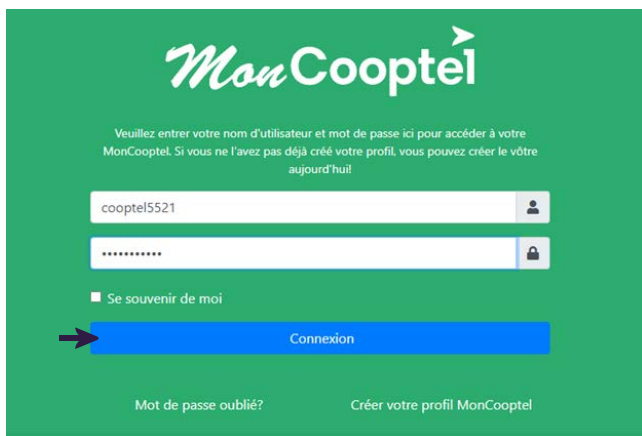 Mon Cooptel
Veuillez entrer votre nom d'utilisateur et mot de passe ici pour accéder à votre
MonCooptel. Si vous ne l'avez pas déjà créé votre profil, vous pouvez créer le vôtre
aujourd'hui!
cooptel5521
•••••••••••
Se souvenir de moi
Connexion
Mot de passe oublié? Créer votre profil MonCooptel